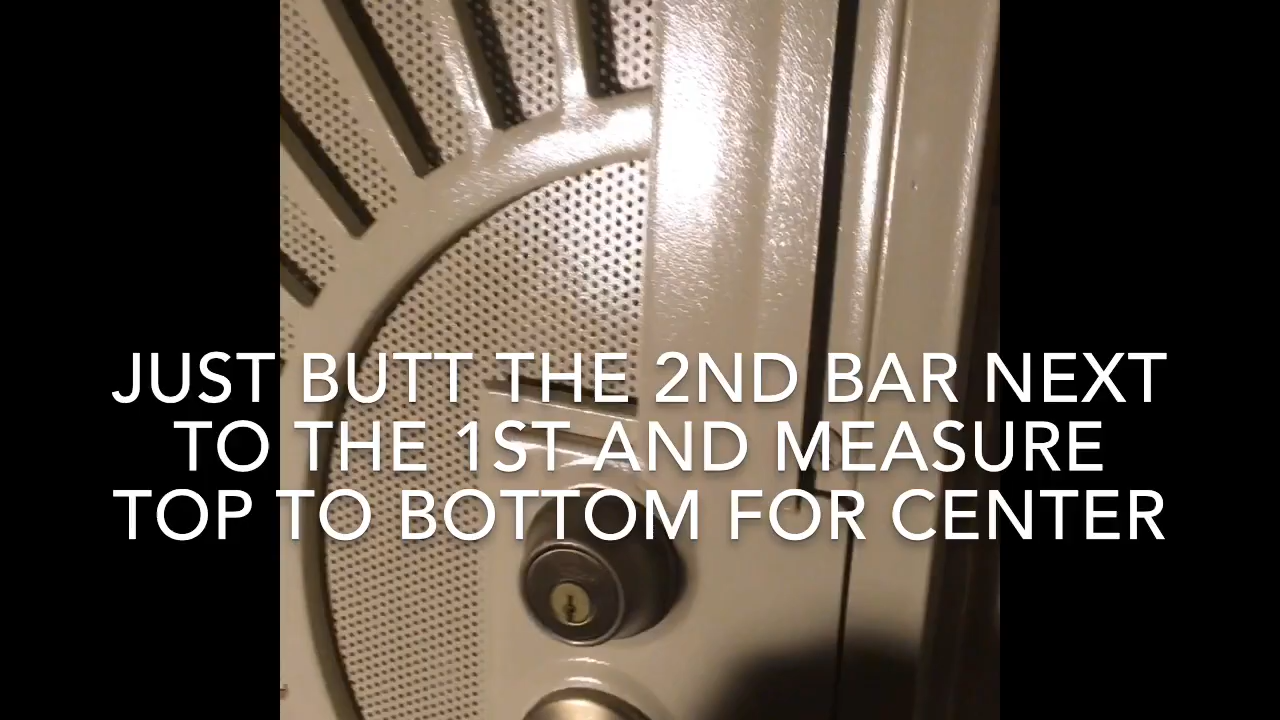 JUST BUTT THE 2ND BAR NEXT
TO THE 1ST AND MEASURE
TOP TO BOTTOM FOR CENTER